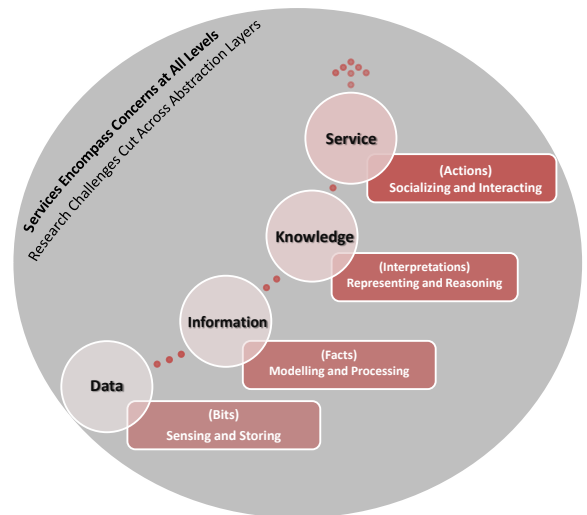 Services Encompass Concerns at All Levels
Research Challenges Cut Across Abstraction Layers
Service
(Actions)
Socializing and Interacting
Knowledge
(Interpretations)
Representing and Reasoning
Information
(Facts)
Modelling and Processing
Data
(Bits)
Sensing and Storing